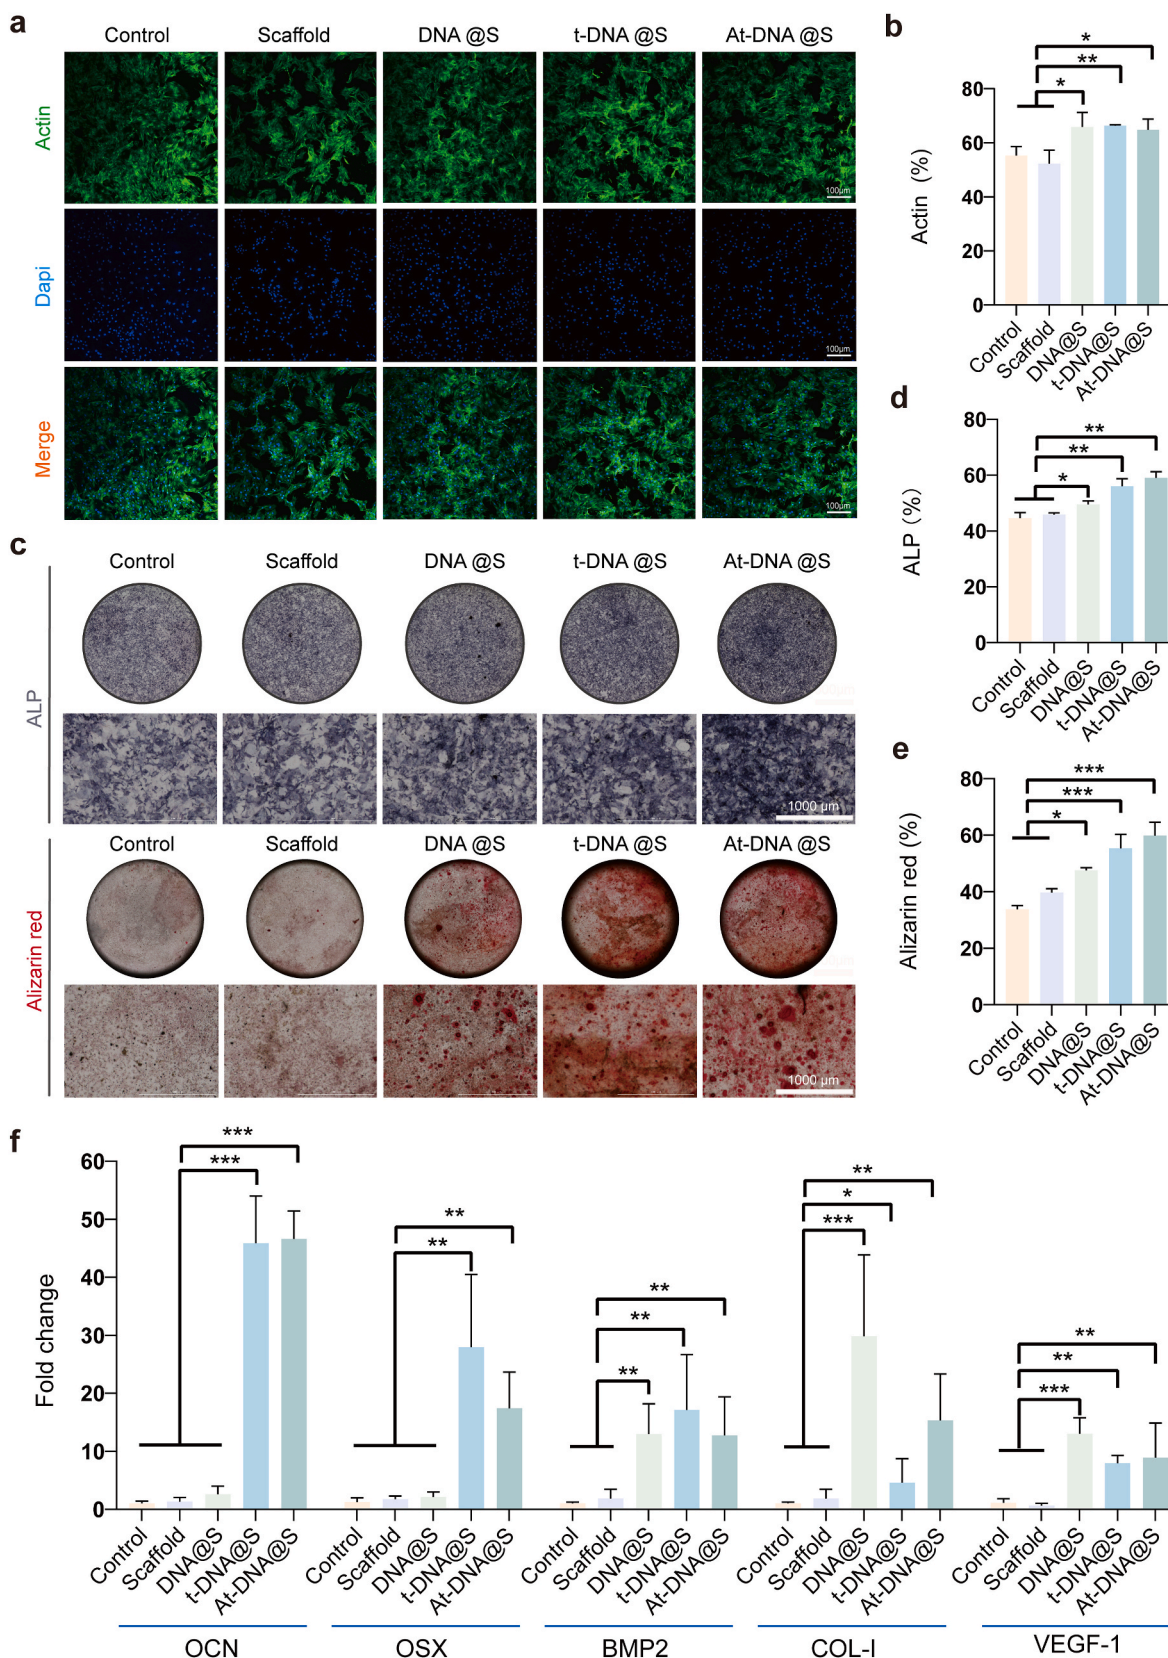 a
Control Scaffold DNA @S t-DNA @S At-DNA @S
Actin
100μm
Dapi
100μm
Merge
100μm
b
*
**
*
Actin (%)
80
60
40
20
0
Control Scaffold DNA@S t-DNA@S At-DNA@S
c
Control Scaffold DNA @S t-DNA @S At-DNA @S
ALP
1000 μm
Control Scaffold DNA @S t-DNA @S At-DNA @S
Alizarin red
1000 μm
d
**
**
*
ALP (%)
80
60
40
20
0
Control Scaffold DNA@S t-DNA@S At-DNA@S
e
***
***
*
Alizarin red (%)
80
60
40
20
0
Control Scaffold DNA@S t-DNA@S At-DNA@S
f
Fold change
60
50
40
30
20
10
0
***
***
**
**
**
**
**
**
*
***
**
**
***
Control Scaffold DNA@S t-DNA@S At-DNA@S Control Scaffold DNA@S t-DNA@S At-DNA@S Control Scaffold DNA@S t-DNA@S At-DNA@S Control Scaffold DNA@S t-DNA@S At-DNA@S Control Scaffold DNA@S t-DNA@S At-DNA@S
OCN OSX BMP2 COL-I VEGF-1